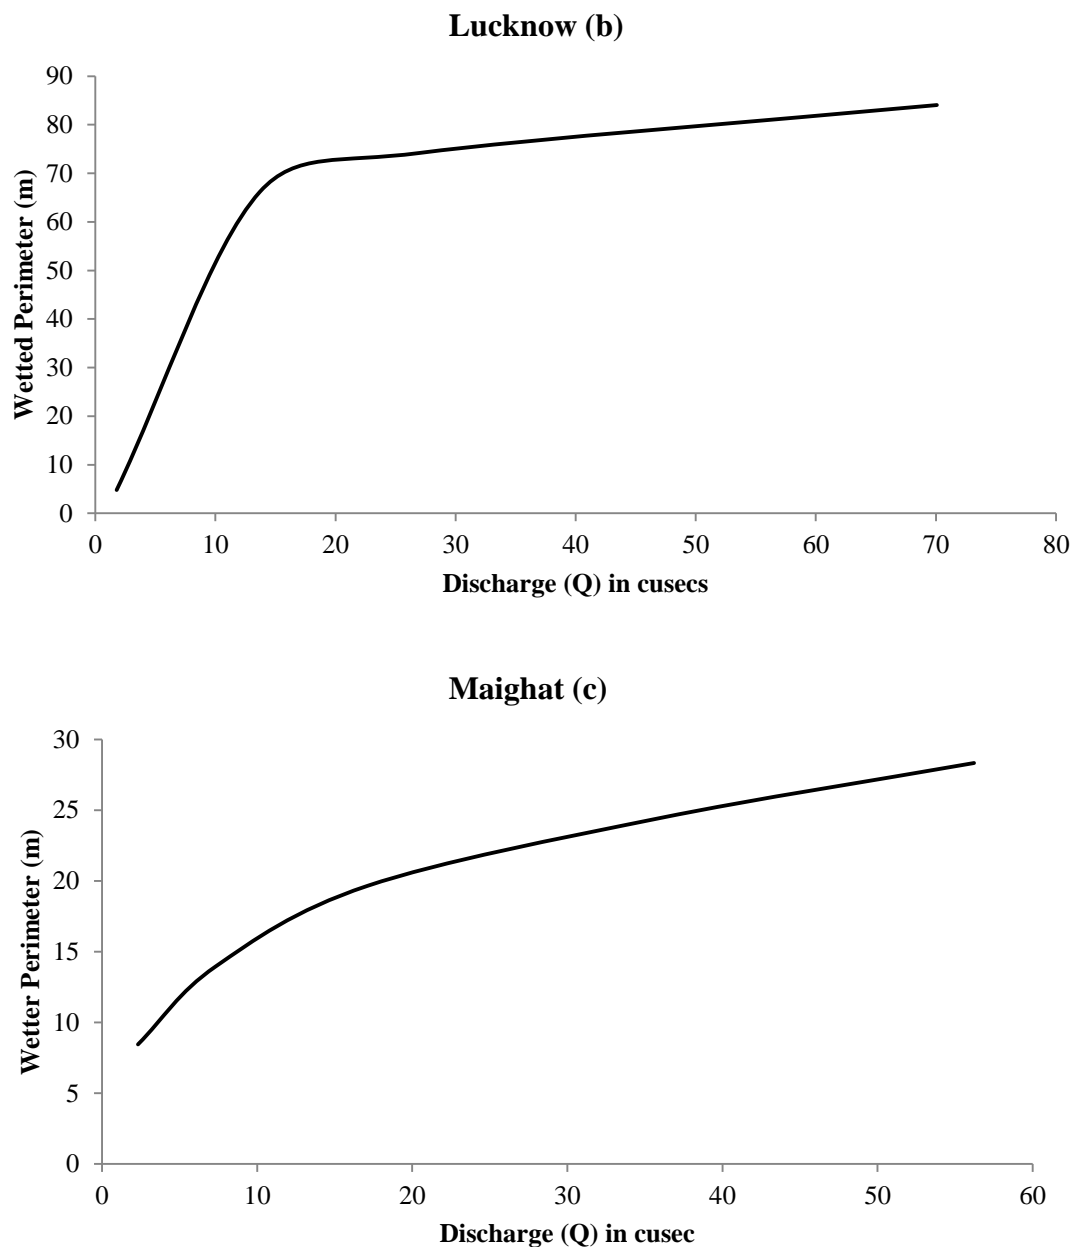 Lucknow (b)
90
80
70
60
50
40
30
20
10
0
Wetted Perimeter (m)
0 10 20 30 40 50 60 70 80
Discharge (Q) in cusecs
Maighat (c)
30
25
20
15
10
5
0
Wetter Perimeter (m)
0 10 20 30 40 50 60
Discharge (Q) in cusec